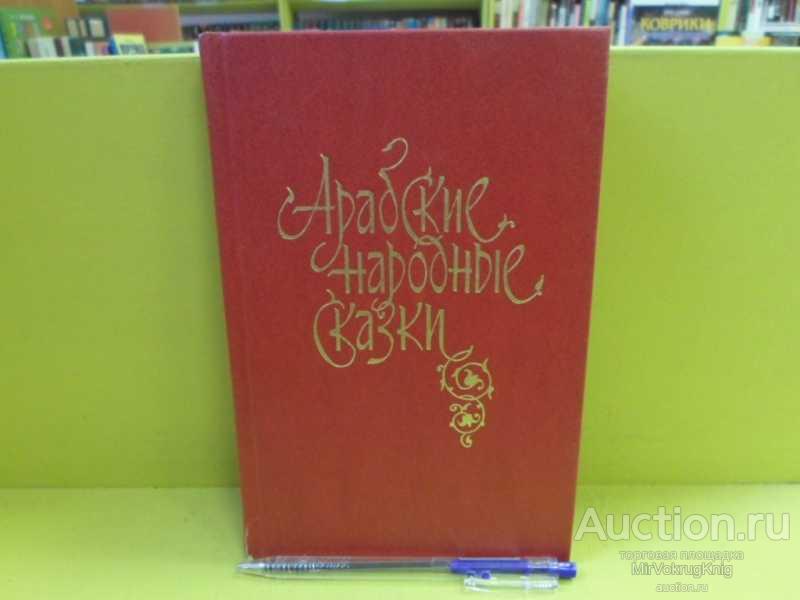 КОВРИКИ
Арабские
народные
сказки
Auction.ru
торговая площадка
MirVokrugKnig
auction.ru